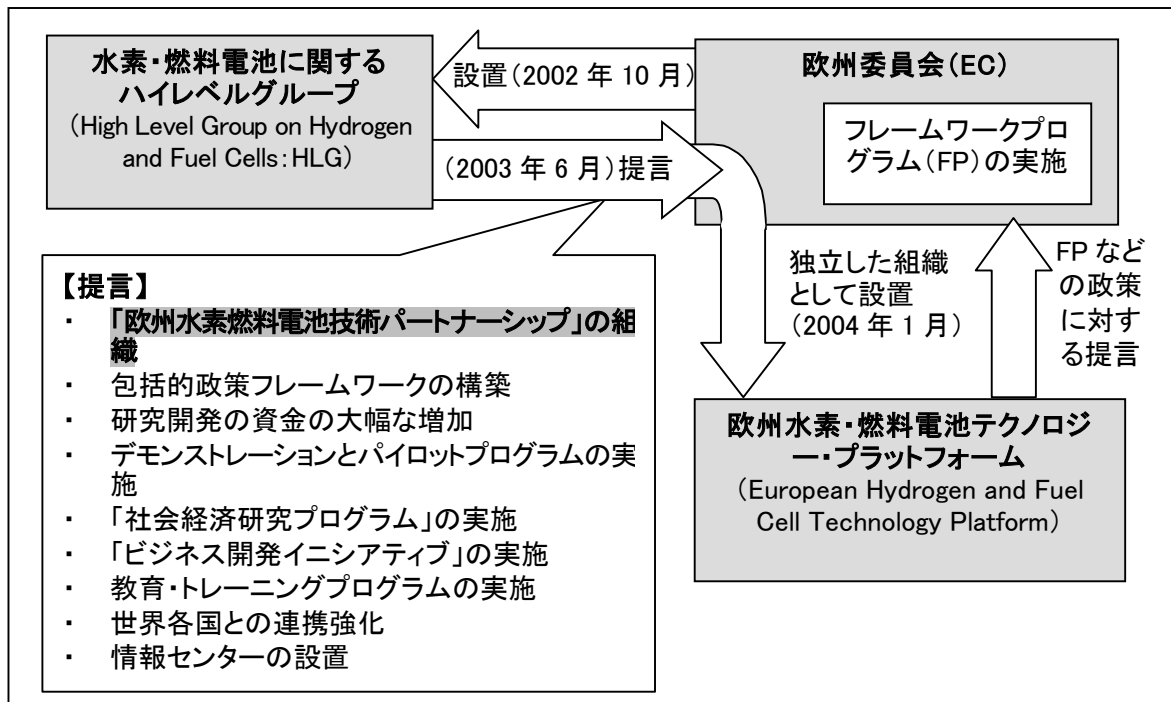 水素・燃料電池に関する
ハイレベルグループ
（High Level Group on Hydrogen
and Fuel Cells：HLG）
設置（2002 年 10 月）
（2003 年 6 月）提言
欧州委員会（EC）
フレームワークプロ
グラム（FP）の実施
独立した組織
として設置
（2004 年 1 月）
FP など
の政策
に対す
る提言
欧州水素・燃料電池テクノロジ
ー・プラットフォーム
（European Hydrogen and Fuel
Cell Technology Platform）
【提言】
・ 「欧州水素燃料電池技術パートナーシップ」の組
織
・ 包括的政策フレームワークの構築
・ 研究開発の資金の大幅な増加
・ デモンストレーションとパイロットプログラムの実
施
・ 「社会経済研究プログラム」の実施
・ 「ビジネス開発イニシアティブ」の実施
・ 教育・トレーニングプログラムの実施
・ 世界各国との連携強化
・ 情報センターの設置